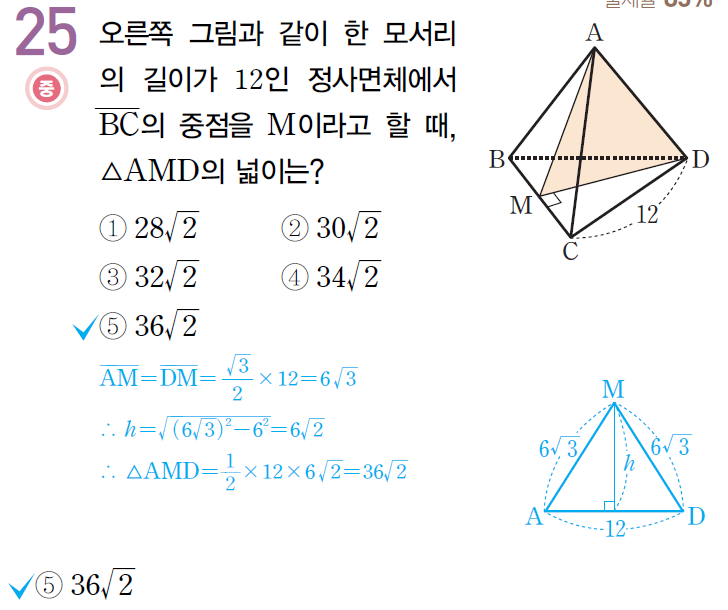 25
중
오른쪽 그림과 같이 한 모서리
의 길이가 12인 정사면체에서
BC의 중점을 M이라고 할 때,
△AMD의 넓이는?
① 28√2 ② 30√2
③ 32√2 ④ 34√2
⑤ 36√2
AM=DM=√3/2×12=6√3
∴ h=√(6√3)²−6²=6√2
∴ △AMD=1/2×12×6√2=36√2
A
B
D
M
12
C
M
6√3
6√3
h
A
12
D
⑤ 36√2